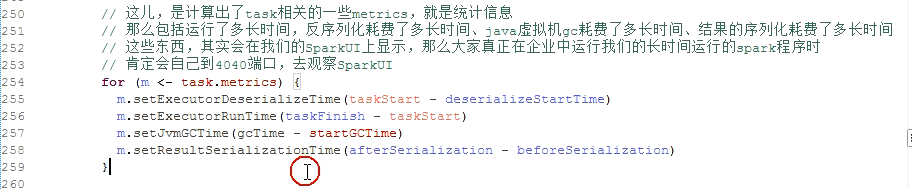 250 // 这儿，是计算出了task相关的一些metrics，就是统计信息
251 // 那么包括运行了多长时间，反序列化耗费了多长时间、java虚拟机gc耗费了多长时间、结果的序列化耗费了多长时间
252 // 这些东西，其实会在我们的SparkUI上显示，那么大家真正在企业中运行我们的长时间运行的spark程序时
253 // 肯定会自己到4040端口，去观察SparkUI
254 for (m <- task.metrics) {
255 m.setExecutorDeserializeTime(taskStart - deserializeStartTime)
256 m.setExecutorRunTime(taskFinish - taskStart)
257 m.setJvmGCTime(gcTime - startGCTime)
258 m.setResultSerializationTime(afterSerialization - beforeSerialization)
259 }
260